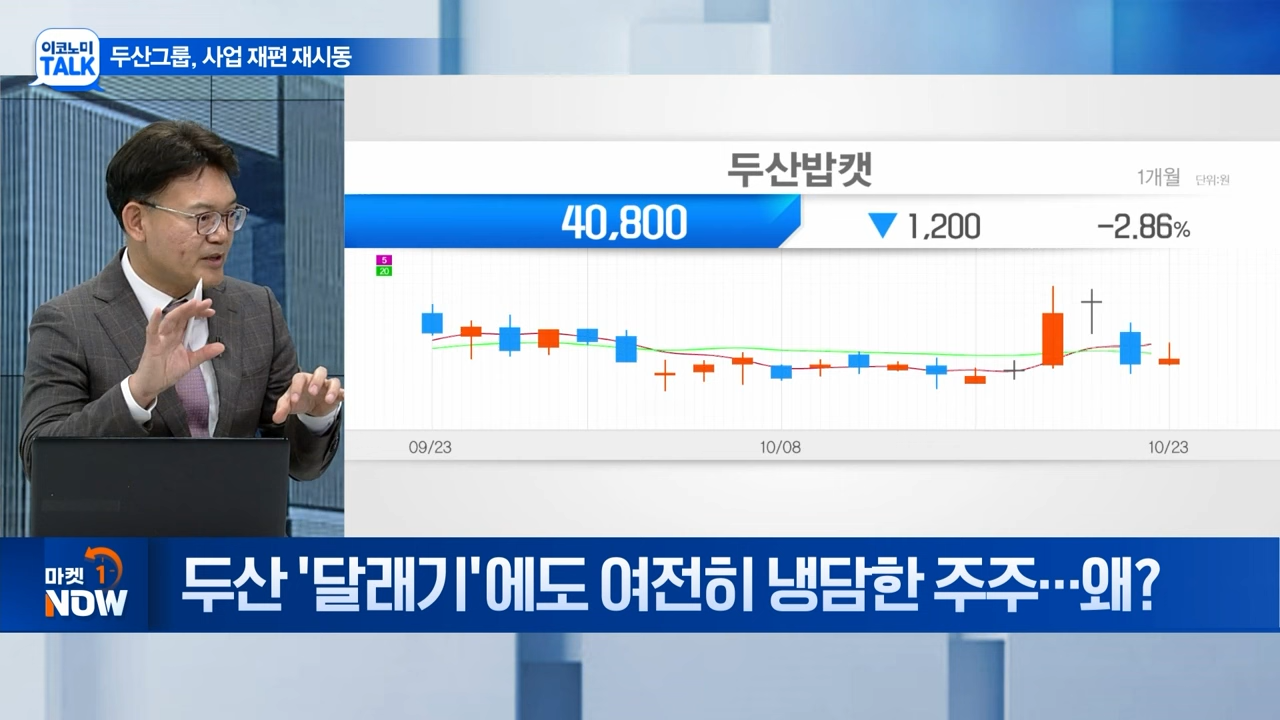 이코노미
TALK
두산그룹, 사업 재편 재시동
두산밥캣
1개월 단위:원
40,800 ▼ 1,200 -2.86%
5
20
09/23 10/08 10/23
마켓 1
NOW
두산 '달래기'에도 여전히 냉담한 주주…왜?